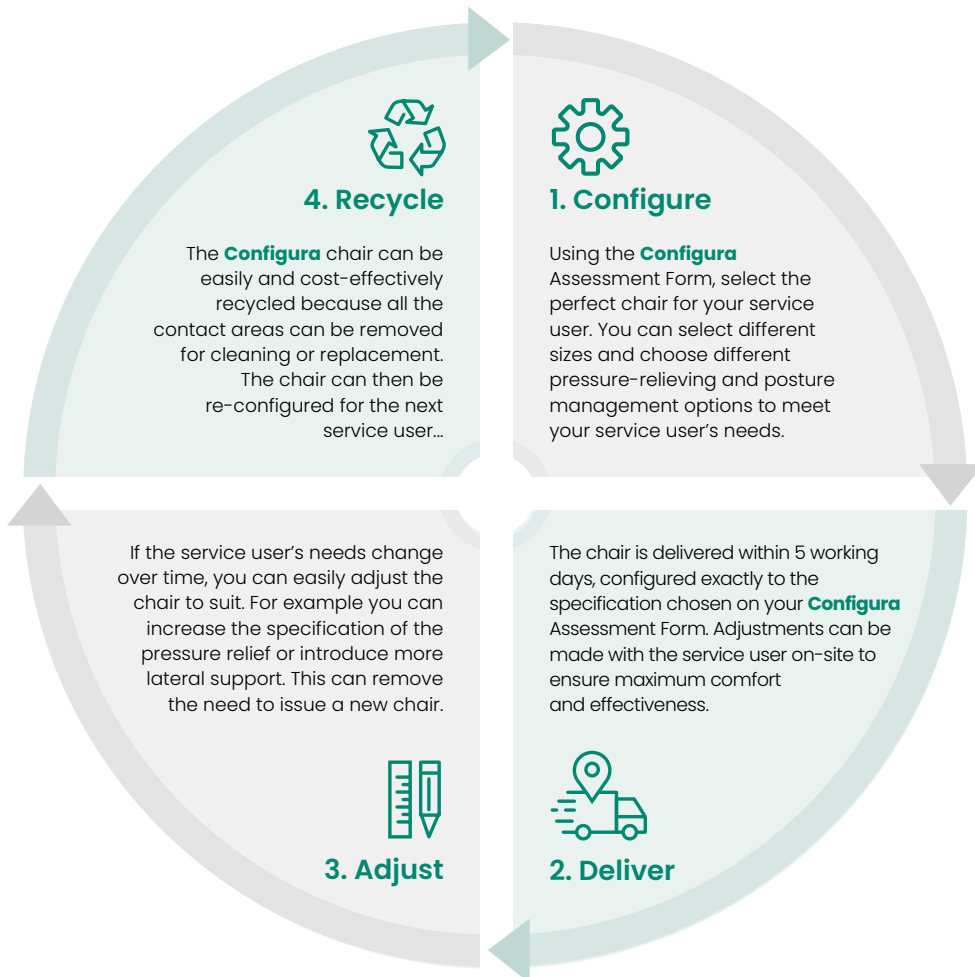 1. Configure
Using the Configura
Assessment Form, select the
perfect chair for your service
user. You can select different
sizes and choose different
pressure-relieving and posture
management options to meet
your service user's needs.
The chair is delivered within 5 working
days, configured exactly to the
specification chosen on your Configura
Assessment Form. Adjustments can be
made with the service user on-site to
ensure maximum comfort
and effectiveness.
2. Deliver
If the service user's needs change
over time, you can easily adjust the
chair to suit. For example you can
increase the specification of the
pressure relief or introduce more
lateral support. This can remove
the need to issue a new chair.
3. Adjust
4. Recycle
The Configura chair can be
easily and cost-effectively
recycled because all the
contact areas can be removed
for cleaning or replacement.
The chair can then be
re-configured for the next
service user...